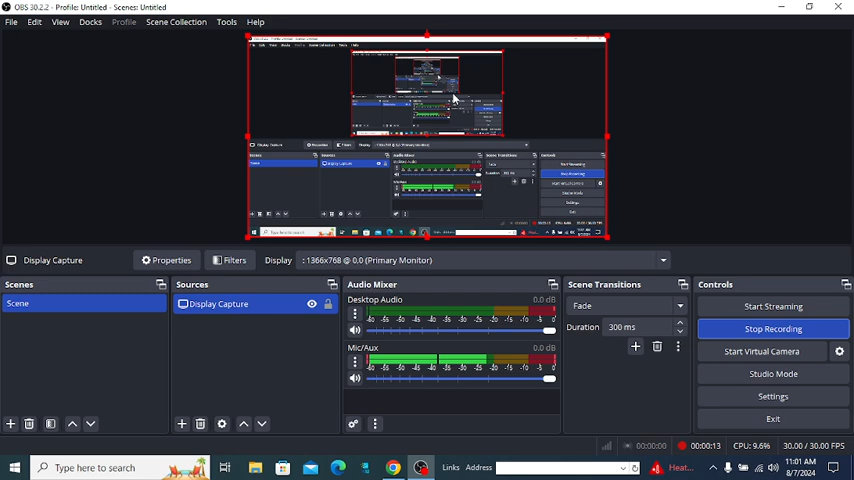 OBS 30.2.2 - Profile: Untitled - Scenes: Untitled
File Edit View Docks Profile Scene Collection Tools Help
Display Capture Properties Filters Display : 1366x768 @ 0,0 (Primary Monitor)
Scenes
Scene
Sources
Display Capture
Audio Mixer
Desktop Audio 0.0 dB
-60 -55 -50 -45 -40 -35 -30 -25 -20 -15 -10 -5 0
Mic/Aux 0.0 dB
-60 -55 -50 -45 -40 -35 -30 -25 -20 -15 -10 -5 0
Scene Transitions
Fade
Duration 300 ms
Controls
Start Streaming
Stop Recording
Start Virtual Camera
Studio Mode
Settings
Exit
00:00:00 00:00:13 CPU: 9.6% 30.00 / 30.00 FPS
Type here to search Links Address Heat... 11:01 AM
8/7/2024